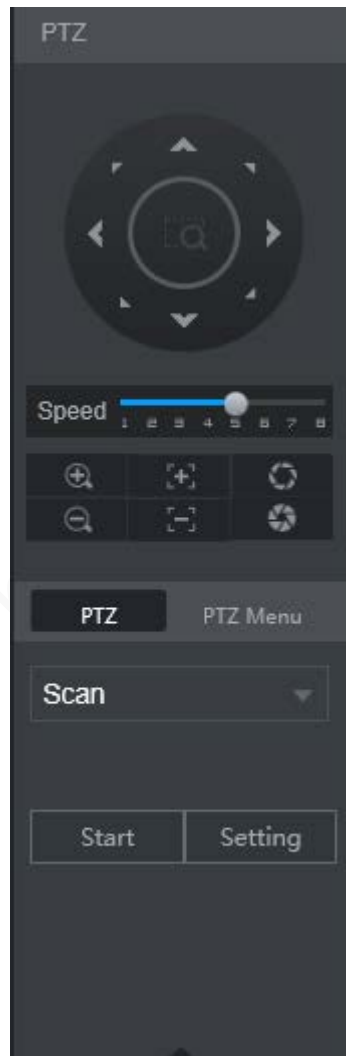 PTZ
Speed 1 2 3 4 5 6 7 8
PTZ PTZ Menu
Scan
Start Setting